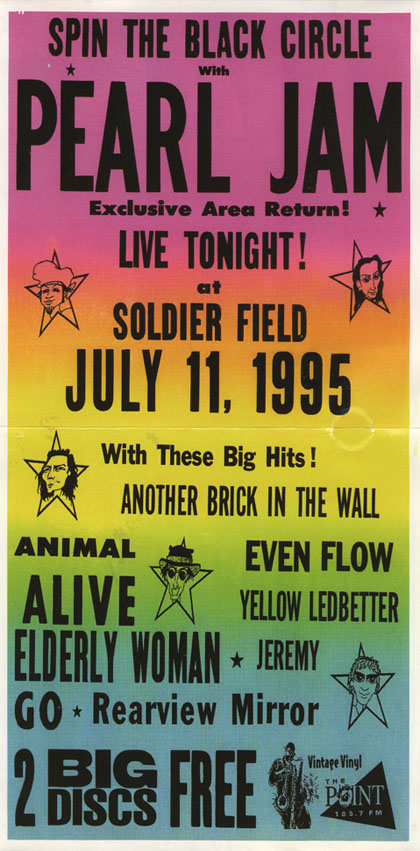 SPIN THE BLACK CIRCLE
With
PEARL JAM
Exclusive Area Return!
LIVE TONIGHT!
at
SOLDIER FIELD
JULY 11, 1995
With These Big Hits!
ANOTHER BRICK IN THE WALL
ANIMAL
EVEN FLOW
ALIVE
YELLOW LEDBETTER
ELDERLY WOMAN
JEREMY
GO Rearview Mirror
2 BIG DISCS FREE
Vintage Vinyl
THE
POINT
105.7 FM